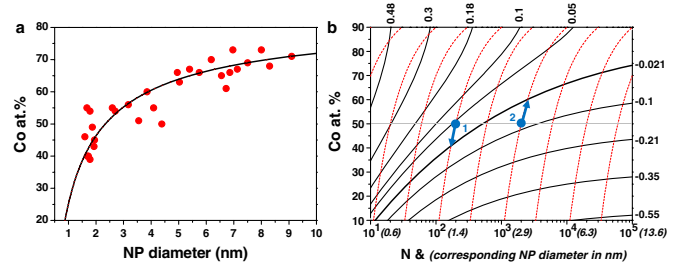 a
Co at.%
80
70
60
50
40
30
20
1 2 3 4 5 6 7 8 9 10
NP diameter (nm)
b
0.48 0.3 0.18 0.1 0.05
Co at.%
90
80
70
60
50
40
30
20
10
-0.021
-0.1
-0.21
-0.35
-0.55
1
2
10¹(0.6) 10²(1.4) 10³(2.9) 10⁴(6.3) 10⁵(13.6)
N & (corresponding NP diameter in nm)